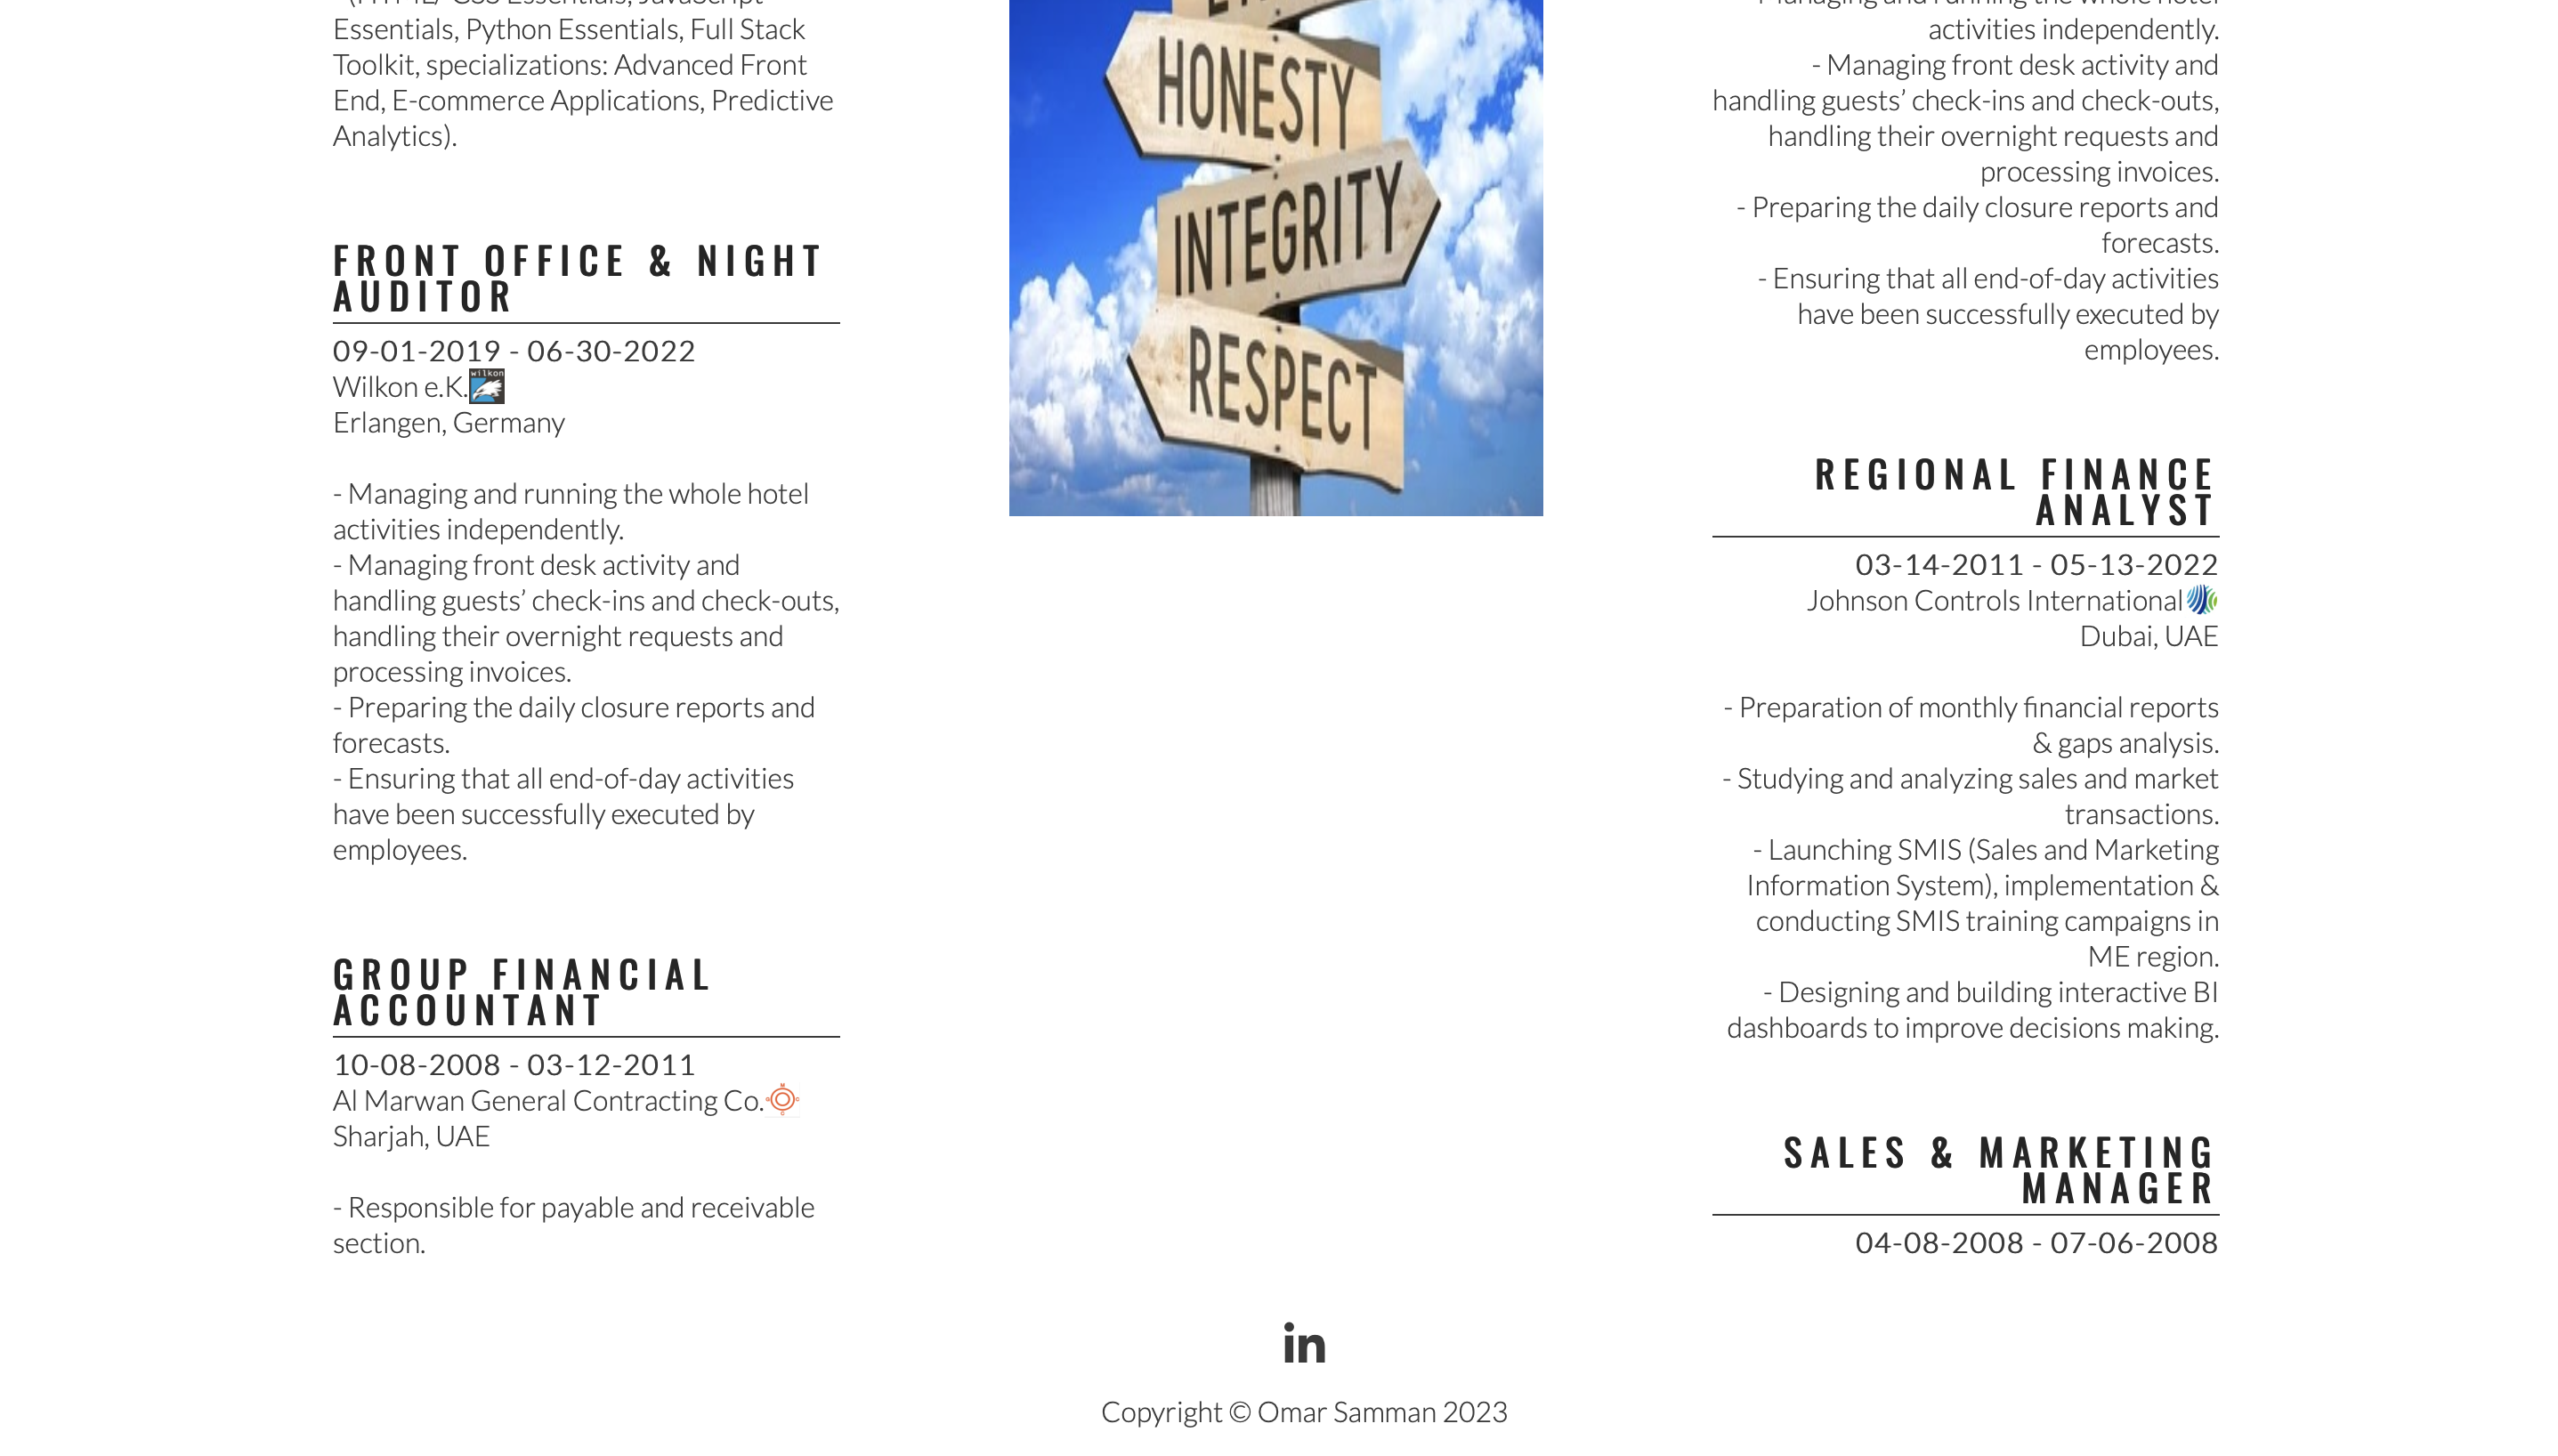 Essentials, Python Essentials, Full Stack
Toolkit, specializations: Advanced Front
End, E-commerce Applications, Predictive
Analytics).
FRONT OFFICE & NIGHT
AUDITOR
09-01-2019 - 06-30-2022
Wilkon e.K.
wilkon
Erlangen, Germany
- Managing and running the whole hotel
activities independently.
- Managing front desk activity and
handling guests’ check-ins and check-outs,
handling their overnight requests and
processing invoices.
- Preparing the daily closure reports and
forecasts.
- Ensuring that all end-of-day activities
have been successfully executed by
employees.
GROUP FINANCIAL
ACCOUNTANT
10-08-2008 - 03-12-2011
Al Marwan General Contracting Co.
Sharjah, UAE
- Responsible for payable and receivable
section.
HONESTY
INTEGRITY
RESPECT
Managing and running the whole hotel
activities independently.
- Managing front desk activity and
handling guests’ check-ins and check-outs,
handling their overnight requests and
processing invoices.
- Preparing the daily closure reports and
forecasts.
- Ensuring that all end-of-day activities
have been successfully executed by
employees.
REGIONAL FINANCE
ANALYST
03-14-2011 - 05-13-2022
Johnson Controls International
Dubai, UAE
- Preparation of monthly financial reports
& gaps analysis.
- Studying and analyzing sales and market
transactions.
- Launching SMIS (Sales and Marketing
Information System), implementation &
conducting SMIS training campaigns in
ME region.
- Designing and building interactive BI
dashboards to improve decisions making.
SALES & MARKETING
MANAGER
04-08-2008 - 07-06-2008
in
Copyright © Omar Samman 2023